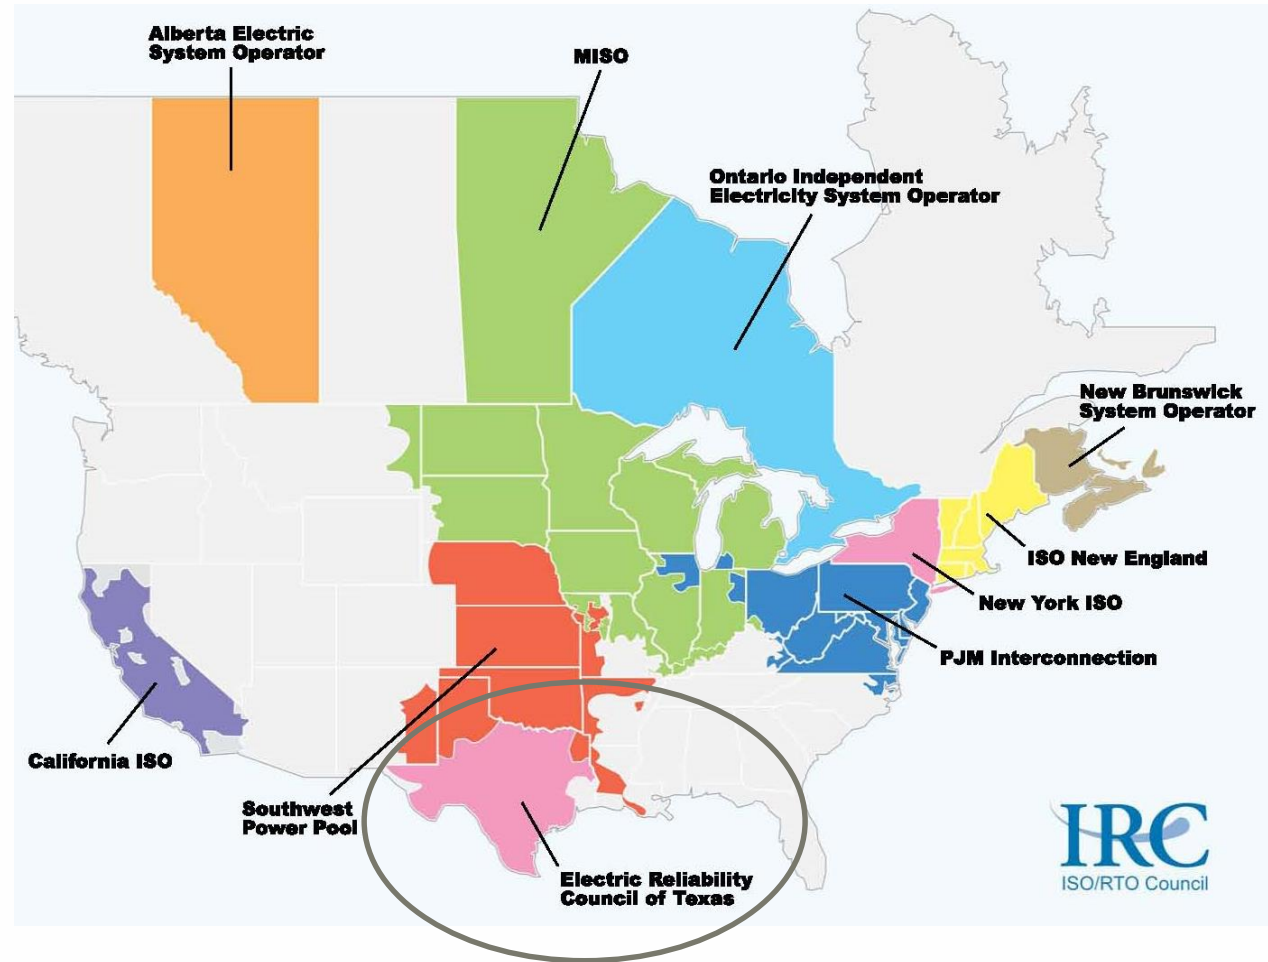 Alberta Electric
System Operator
MISO
Ontario Independent
Electricity System Operator
New Brunswick
System Operator
ISO New England
New York ISO
PJM Interconnection
California ISO
Southwest
Power Pool
Electric Reliability
Council of Texas
IRC
ISO/RTO Council